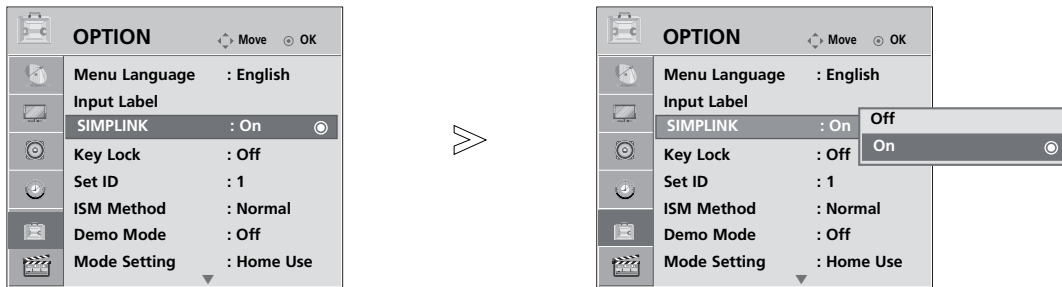 OPTION Move OK
Menu Language : English
Input Label
SIMPLINK : On
Key Lock : Off
Set ID : 1
ISM Method : Normal
Demo Mode : Off
Mode Setting : Home Use
OPTION Move OK
Menu Language : English
Input Label
SIMPLINK : On
Key Lock : Off
Set ID : 1
ISM Method : Normal
Demo Mode : Off
Mode Setting : Home Use
Off
On